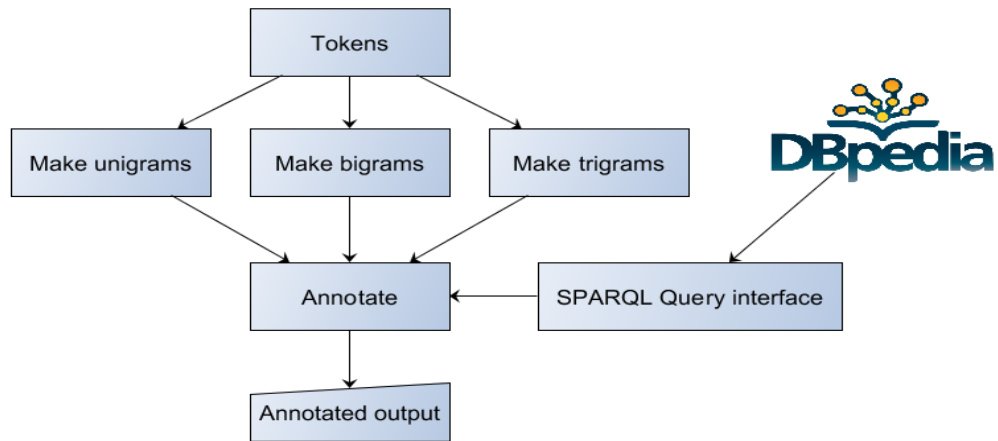 Tokens
Make unigrams
Make bigrams
Make trigrams
DBpedia
Annotate
SPARQL Query interface
Annotated output